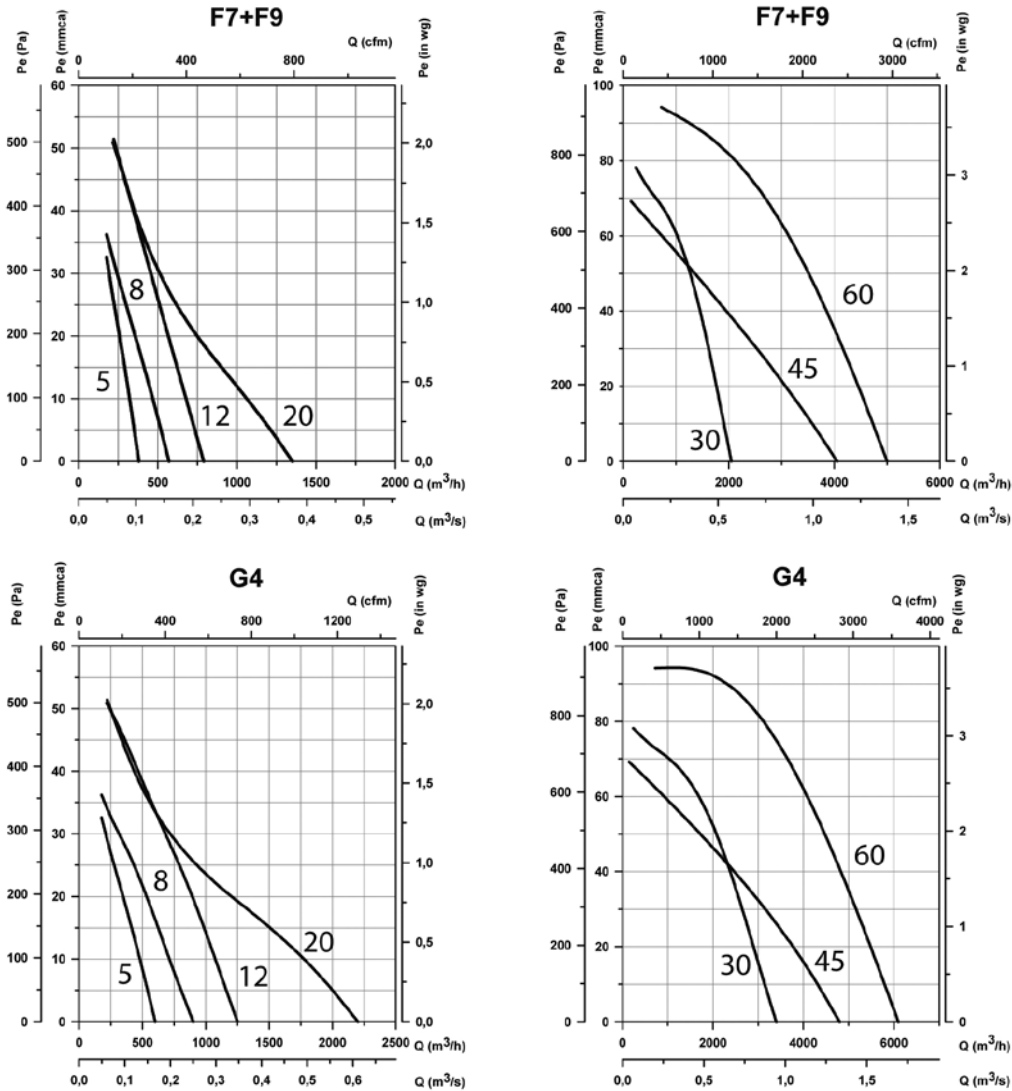 F7+F9
Q (cfm)
Pe (Pa)
Pe (mmca)
Pe (in wg)
0 400 800
60
50
40
30
20
10
0
500
400
300
200
100
0
2,0
1,5
1,0
0,5
0,0
8
5
12
20
0 500 1000 1500 2000 Q (m³/h)
0,0 0,1 0,2 0,3 0,4 0,5 Q (m³/s)
F7+F9
Q (cfm)
Pe (Pa)
Pe (mmca)
Pe (in wg)
0 1000 2000 3000
100
80
60
40
20
0
800
600
400
200
0
3
2
1
0
60
45
30
0 2000 4000 6000 Q (m³/h)
0,0 0,5 1,0 1,5 Q (m³/s)
G4
Q (cfm)
Pe (Pa)
Pe (mmca)
Pe (in wg)
0 400 800 1200
60
50
40
30
20
10
0
500
400
300
200
100
0
2,0
1,5
1,0
0,5
0,0
8
5
12
20
0 500 1000 1500 2000 2500 Q (m³/h)
0,0 0,1 0,2 0,3 0,4 0,5 0,6 Q (m³/s)
G4
Q (cfm)
Pe (Pa)
Pe (mmca)
Pe (in wg)
0 1000 2000 3000 4000
100
80
60
40
20
0
800
600
400
200
0
3
2
1
0
60
45
30
0 2000 4000 6000 Q (m³/h)
0,0 0,5 1,0 1,5 Q (m³/s)